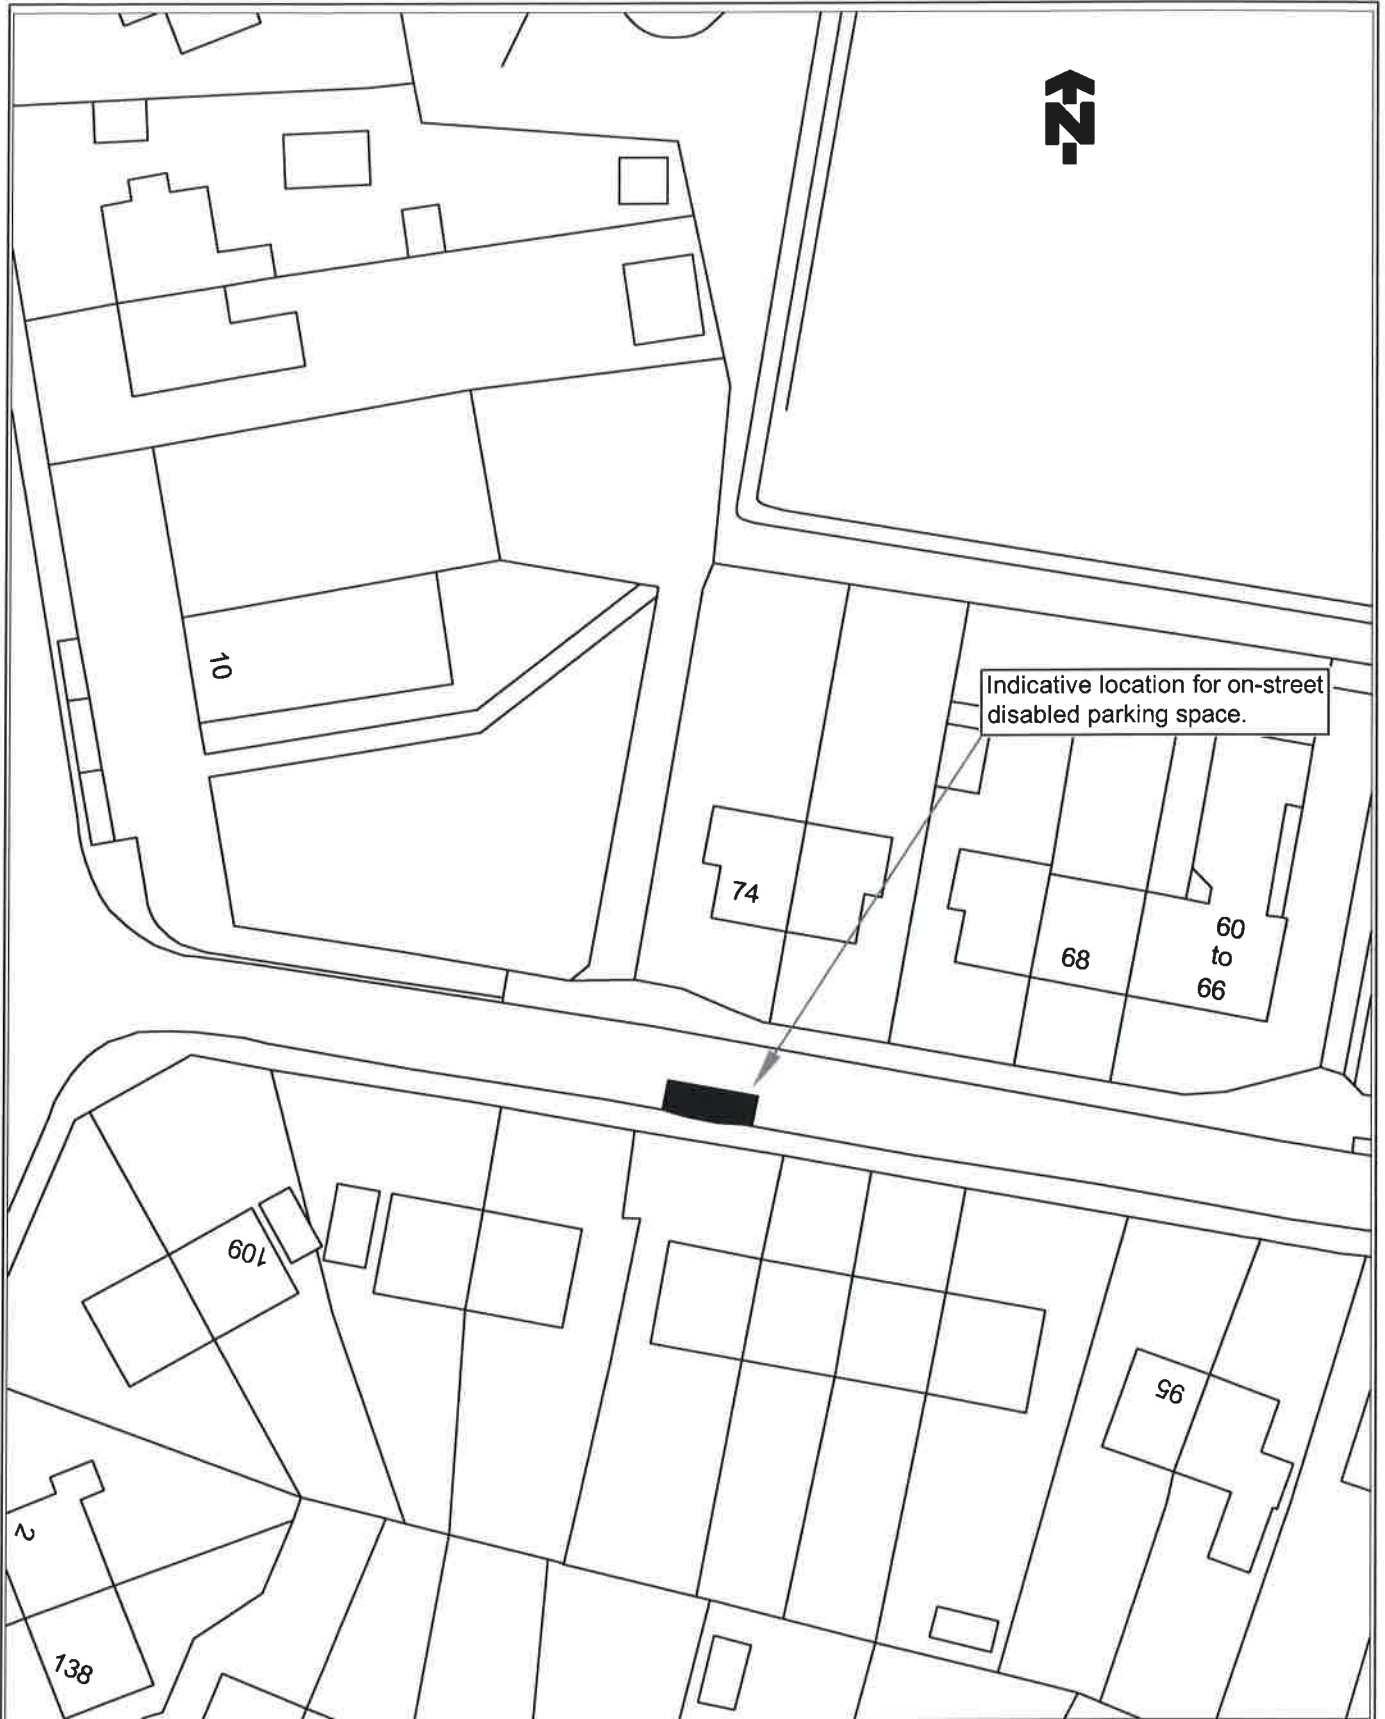 N
10
Indicative location for on-street
disabled parking space.
74
68
60
to
66
109
95
2
138